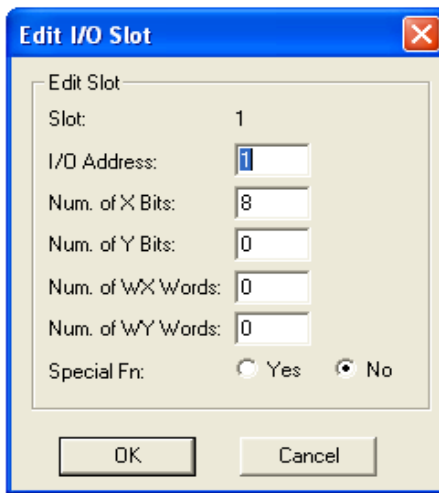 Edit I/O Slot
Edit Slot
Slot: 1
I/O Address: 1
Num. of X Bits: 8
Num. of Y Bits: 0
Num. of WX Words: 0
Num. of WY Words: 0
Special Fn: Yes No
OK Cancel